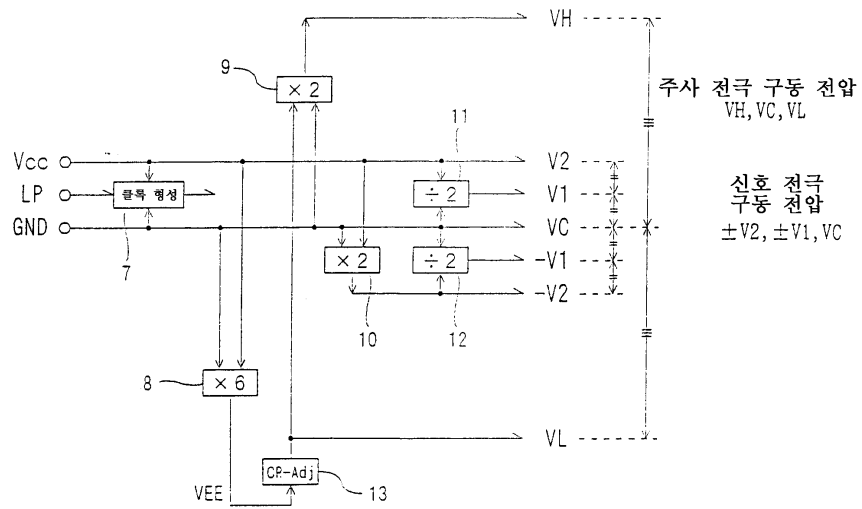 VH
9
× 2
주사 전극 구동 전압
VH, VC, VL
11
Vcc
V2
LP
클록 형성
÷ 2
V1
신호 전극
구동 전압
GND
VC
±V2, ±V1, VC
7
× 2
÷ 2
-V1
-V2
10
12
8
× 6
VL
CR-Adj
VEE
13